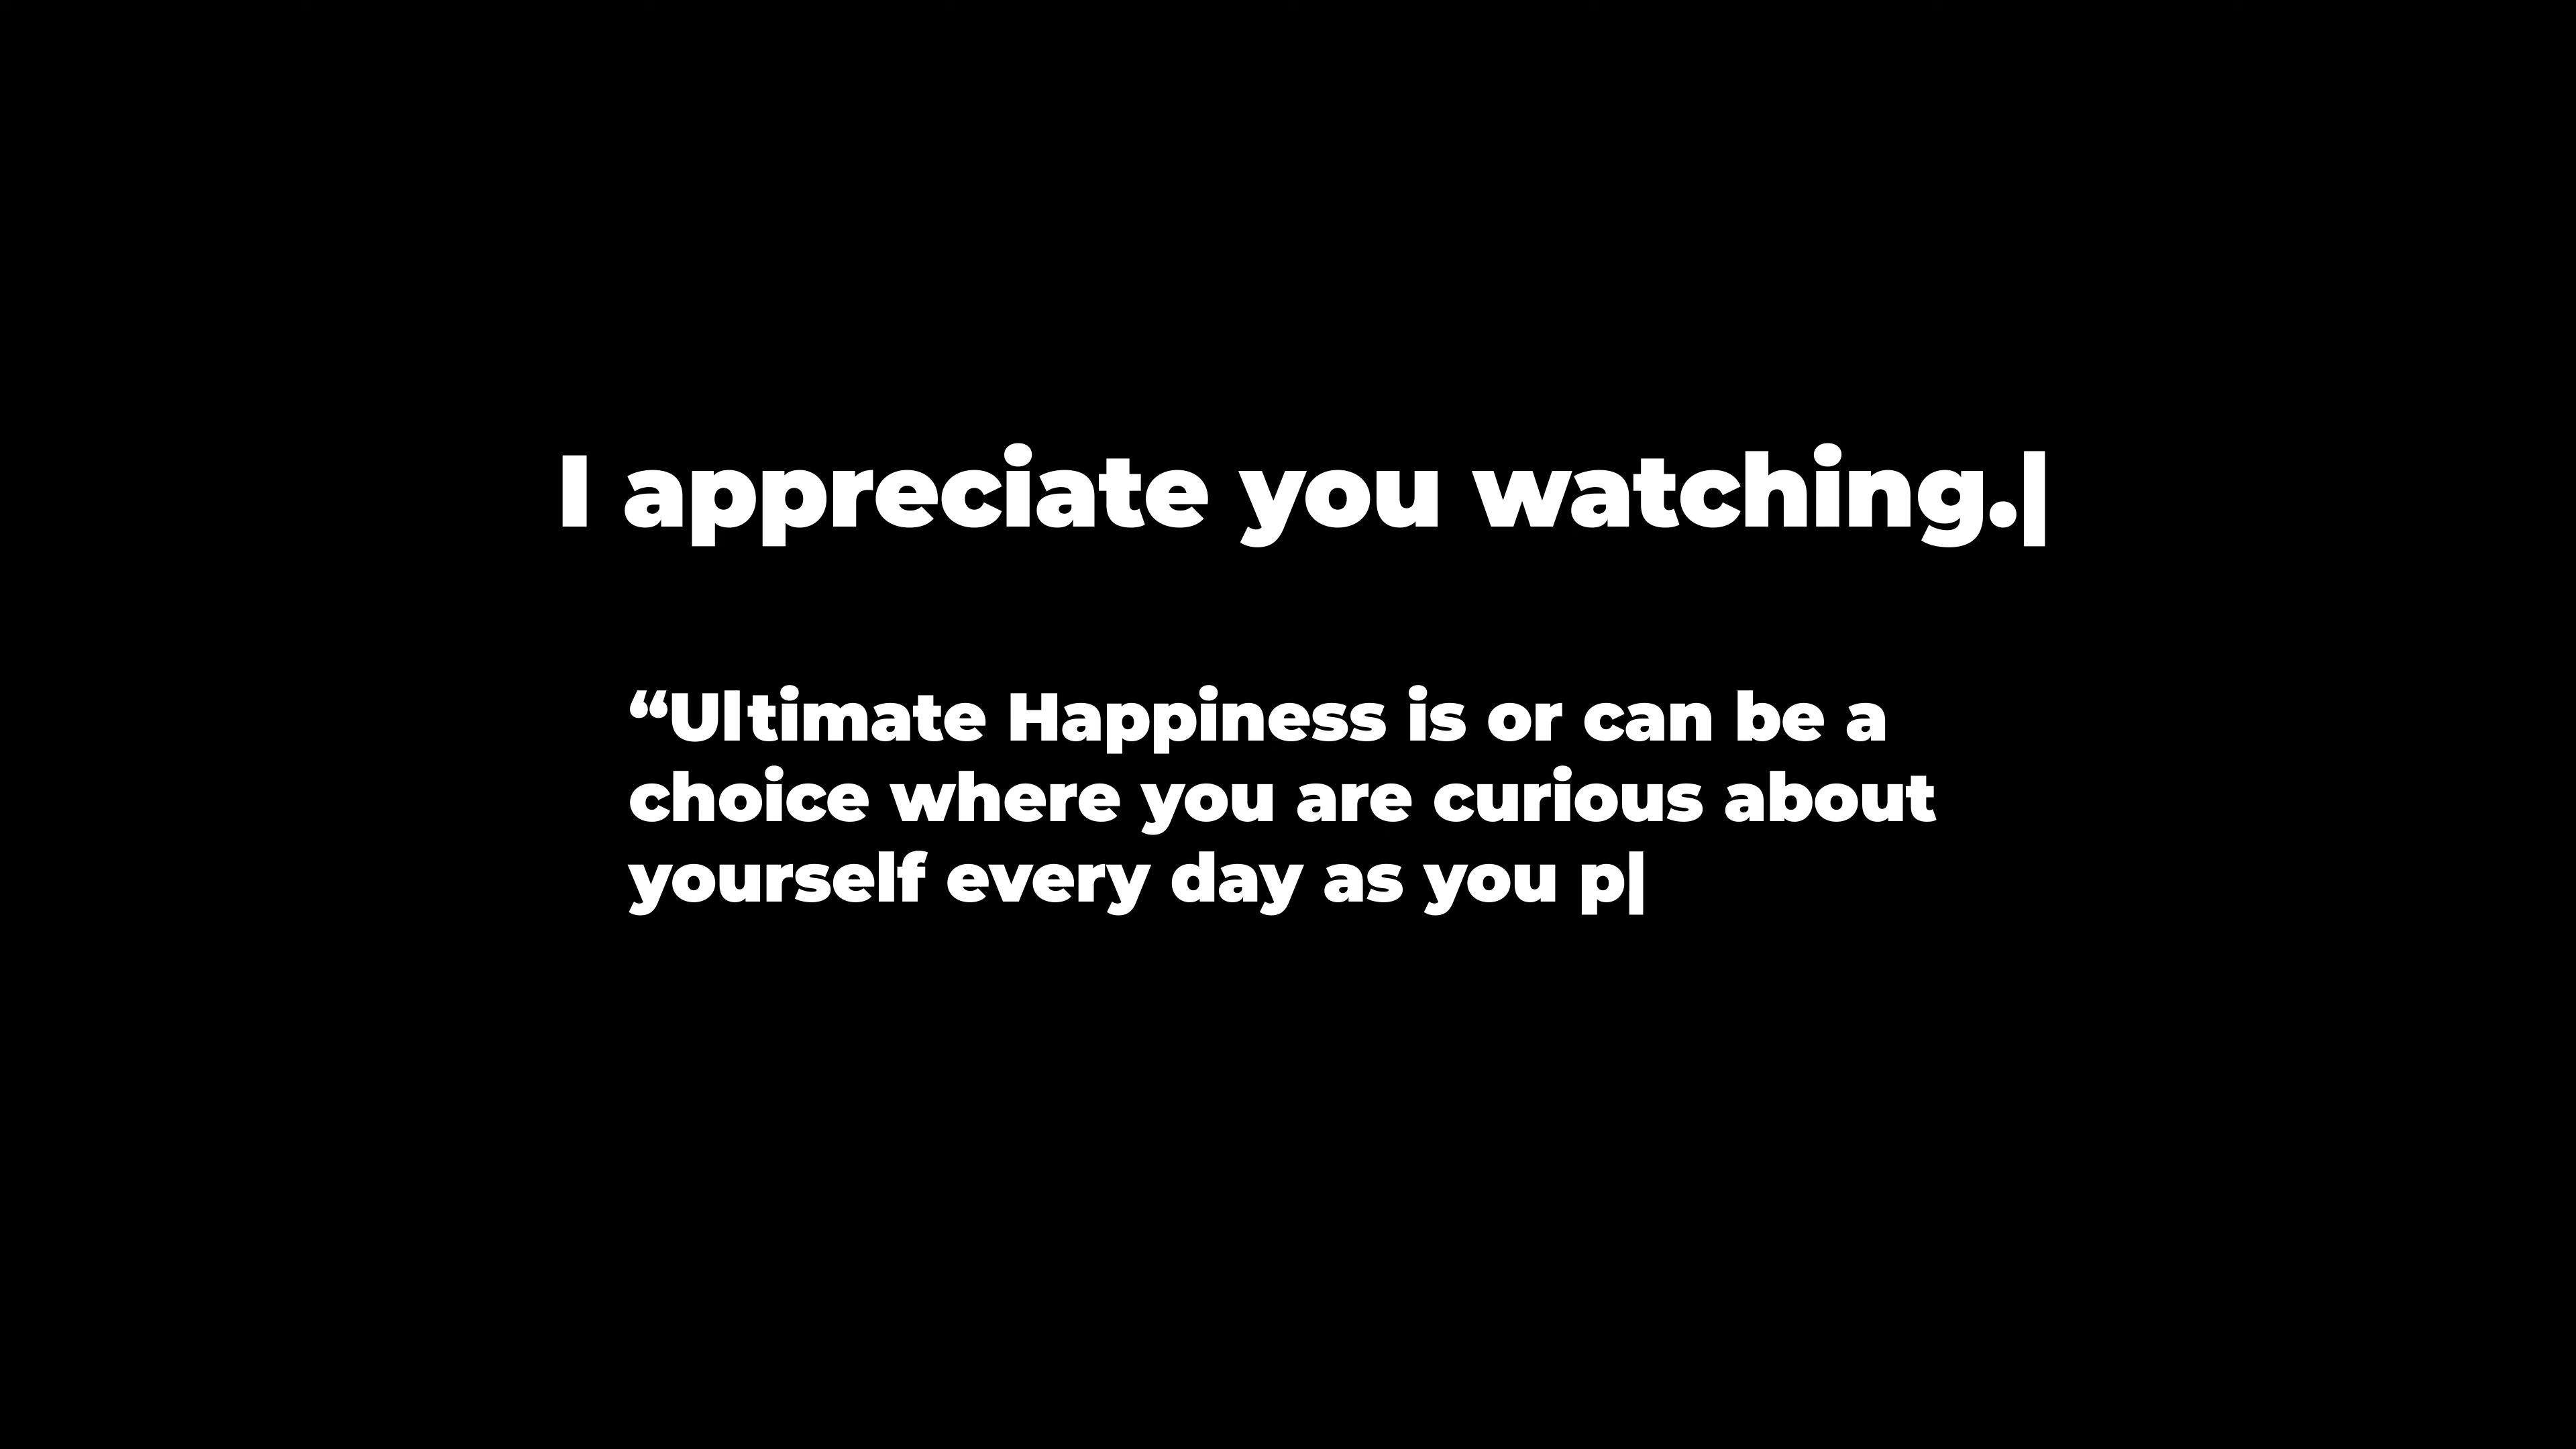 I appreciate you watching.|
“Ultimate Happiness is or can be a
choice where you are curious about
yourself every day as you p|